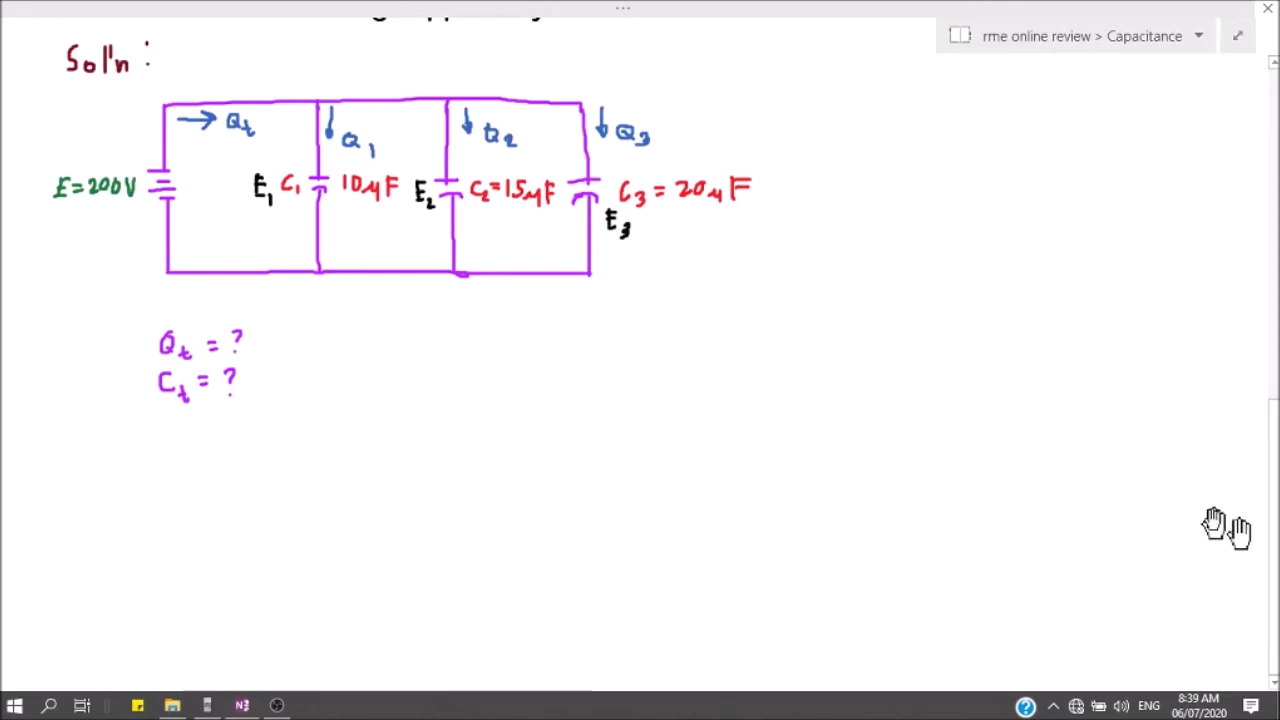 rme online review > Capacitance
Sol'n :
Qt
Q1
Q2
Q3
E=200V
E1
C1
10μF
E2
C2=15μF
C3 = 20μF
E3
Qt = ?
Ct = ?
ENG
8:39 AM
06/07/2020